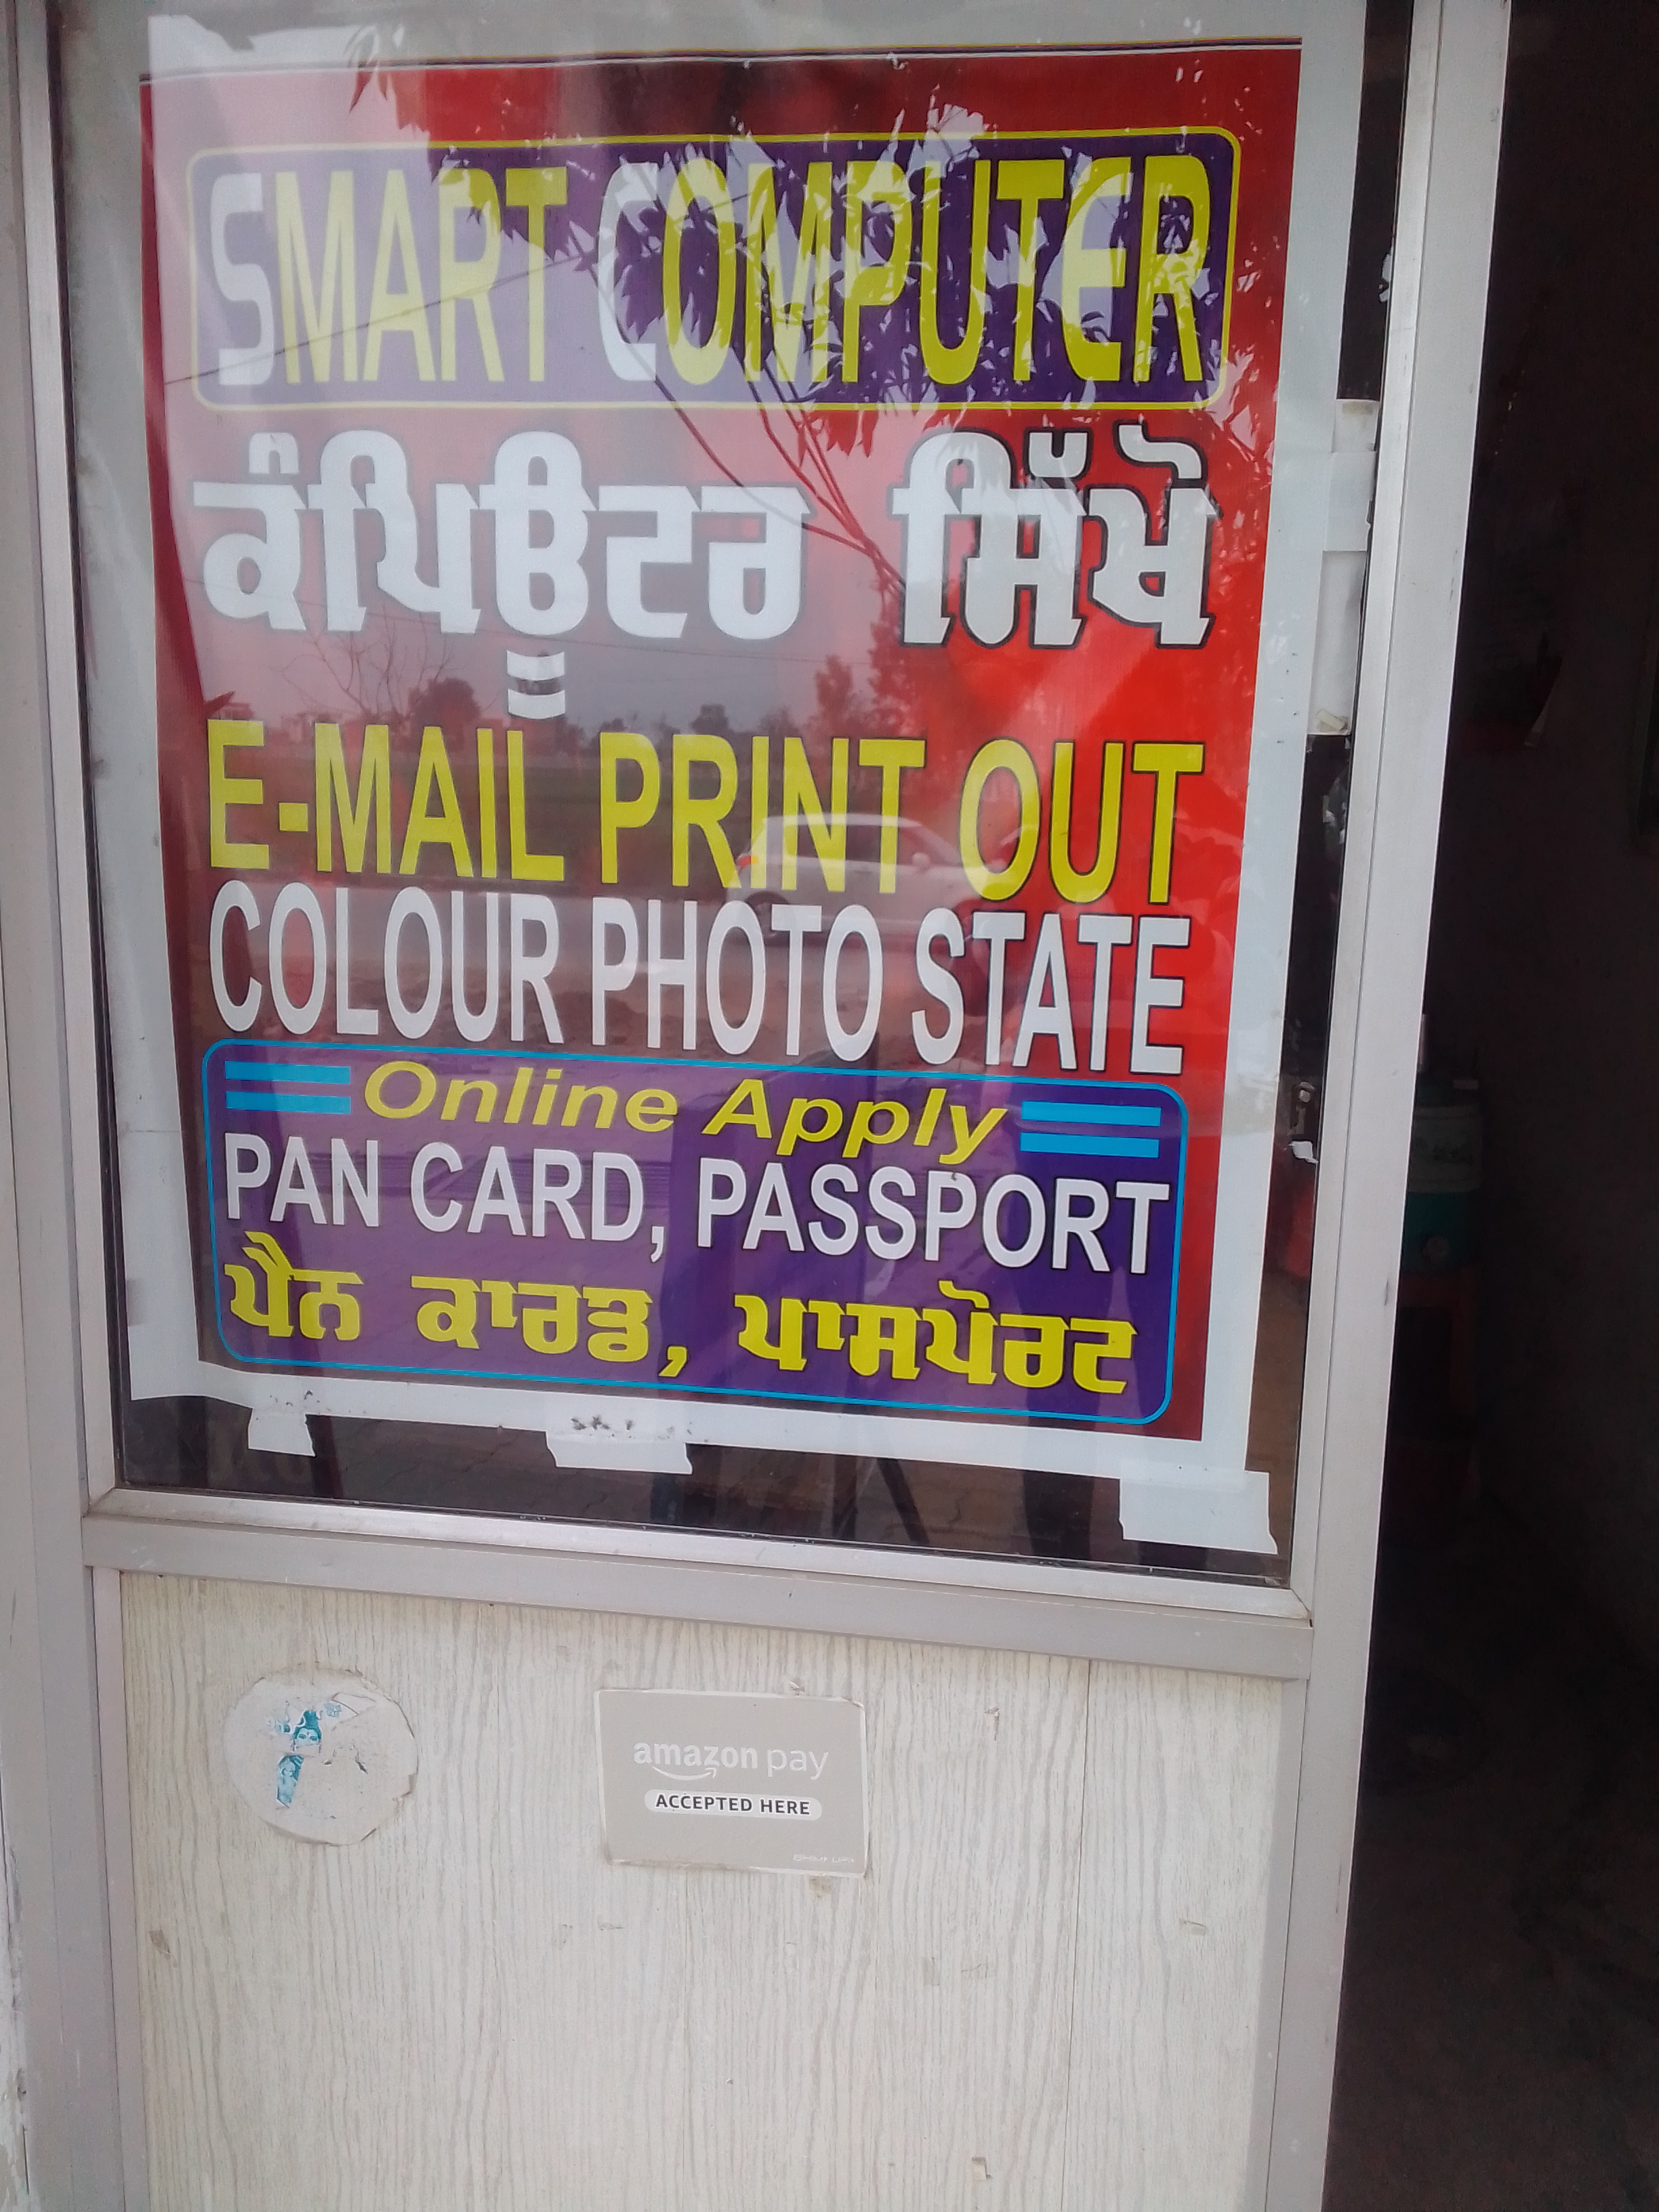 SMART COMPUTER
ਕੰਪਿਊਟਰ ਸਿੱਖੋ
E-MAIL PRINT OUT
COLOUR PHOTO STATE
Online Apply
PAN CARD, PASSPORT
ਪੈਨ ਕਾਰਡ, ਪਾਸਪੋਰਟ
amazon pay
ACCEPTED HERE